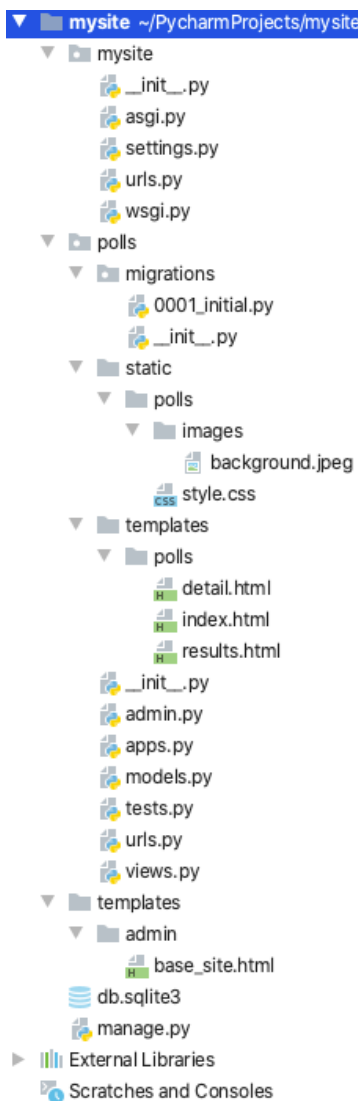 mysite ~/PycharmProjects/mysite
mysite
__init__.py
asgi.py
settings.py
urls.py
wsgi.py
polls
migrations
0001_initial.py
__init__.py
static
polls
images
background.jpeg
style.css
templates
polls
detail.html
index.html
results.html
__init__.py
admin.py
apps.py
models.py
tests.py
urls.py
views.py
templates
admin
base_site.html
db.sqlite3
manage.py
External Libraries
Scratches and Consoles